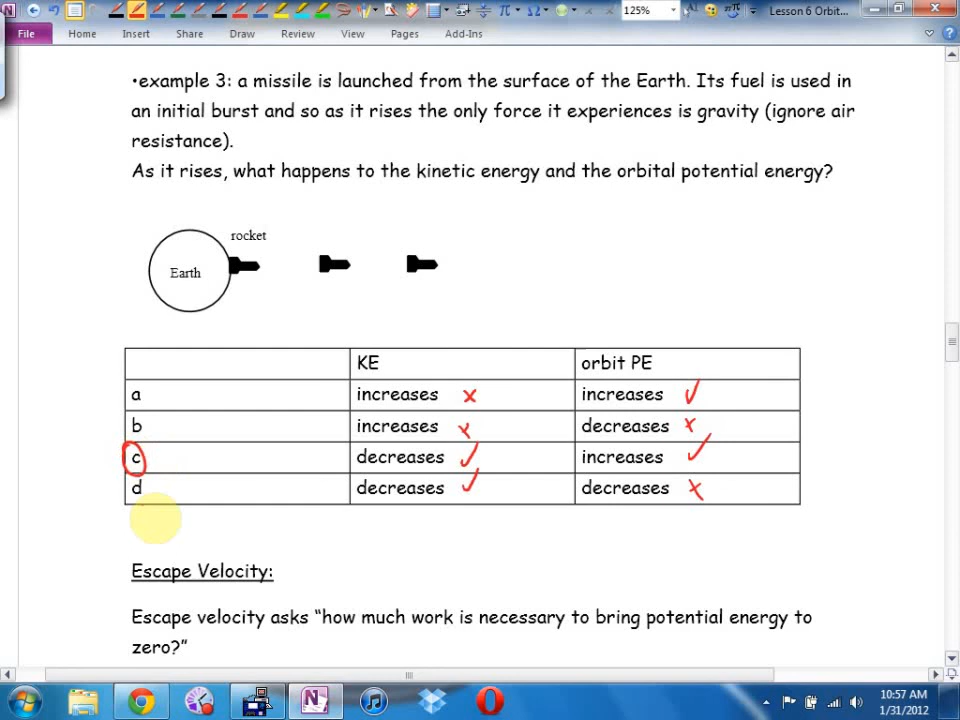 125%
Lesson 6 Orbit...
File Home Insert Share Draw Review View Pages Add-Ins
•example 3: a missile is launched from the surface of the Earth. Its fuel is used in
an initial burst and so as it rises the only force it experiences is gravity (ignore air
resistance).
As it rises, what happens to the kinetic energy and the orbital potential energy?
rocket
Earth
KE orbit PE
a increases x increases ✓
b increases x decreases x
c decreases ✓ increases ✓
d decreases ✓ decreases x
Escape Velocity:
Escape velocity asks “how much work is necessary to bring potential energy to
zero?”
10:57 AM
1/31/2012